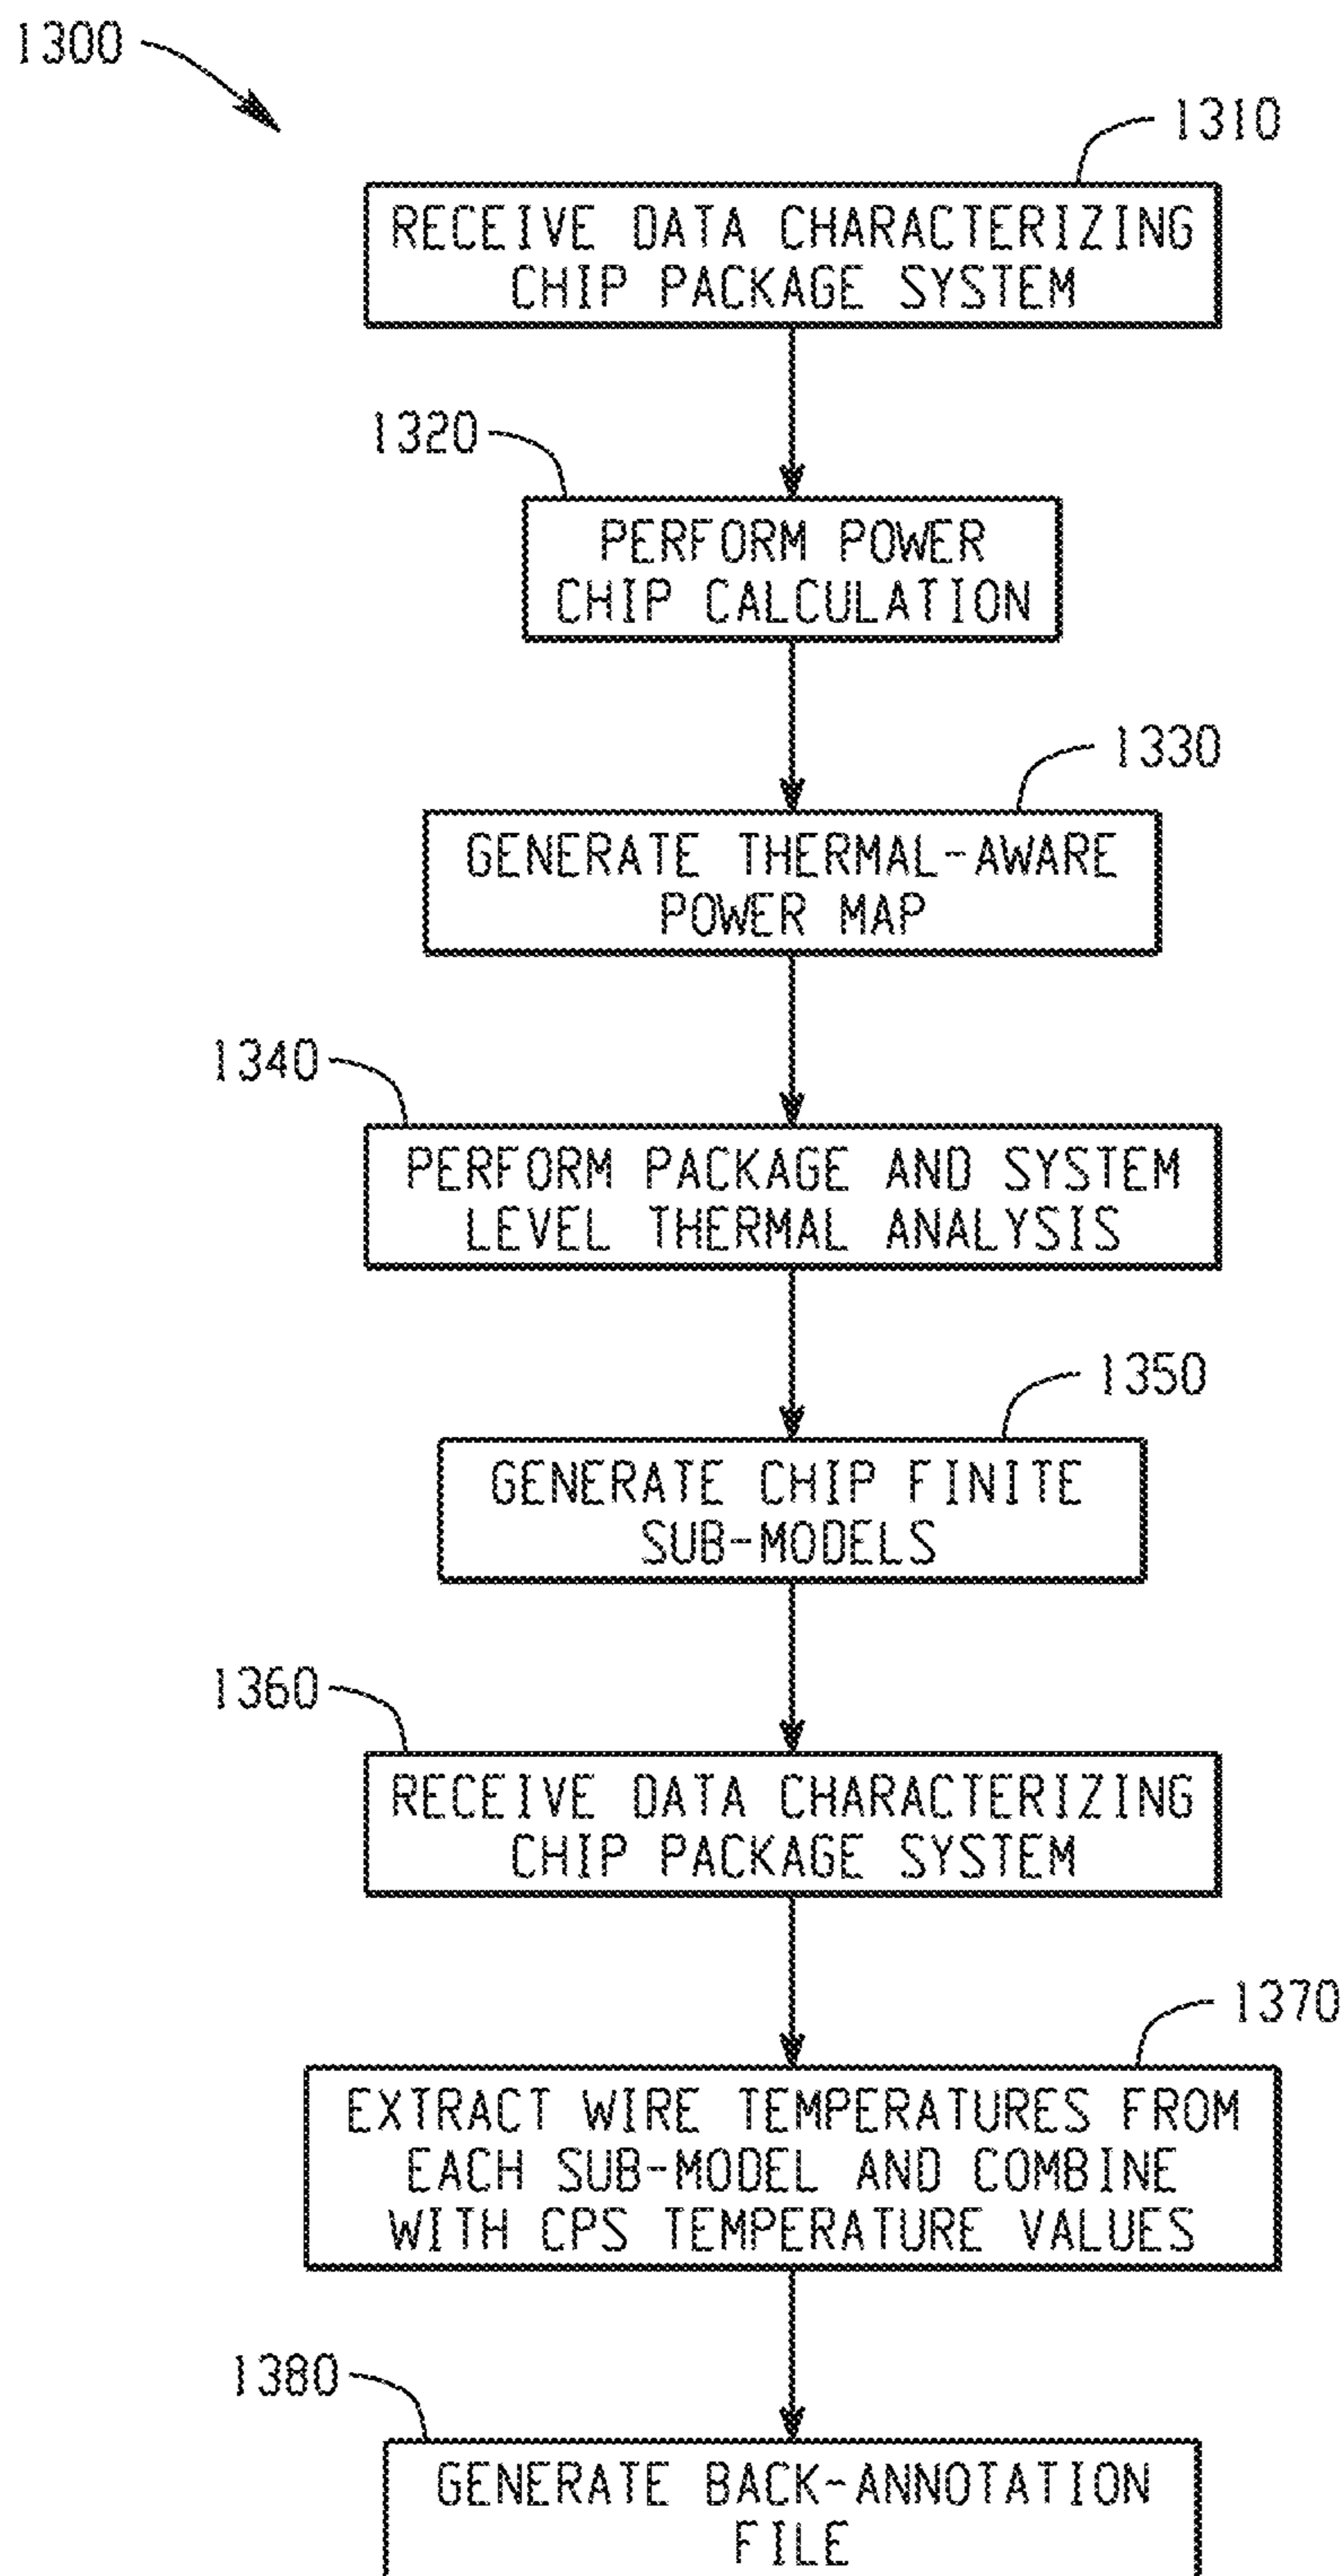 1300
1310
RECEIVE DATA CHARACTERIZING
CHIP PACKAGE SYSTEM
1320
PERFORM POWER
CHIP CALCULATION
1330
GENERATE THERMAL-AWARE
POWER MAP
1340
PERFORM PACKAGE AND SYSTEM
LEVEL THERMAL ANALYSIS
1350
GENERATE CHIP FINITE
SUB-MODELS
1360
RECEIVE DATA CHARACTERIZING
CHIP PACKAGE SYSTEM
1370
EXTRACT WIRE TEMPERATURES FROM
EACH SUB-MODEL AND COMBINE
WITH CPS TEMPERATURE VALUES
1380
GENERATE BACK-ANNOTATION
FILE